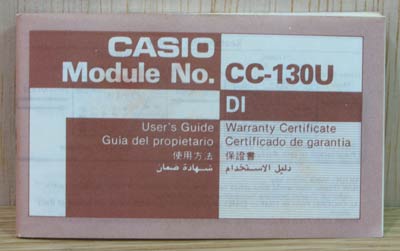 CASIO
Module No. CC-130U
DI
User's Guide
Guia del propietario
使用方法
شهادة ضمان
Warranty Certificate
Certificado de garantía
保證書
دليل الاستخدام